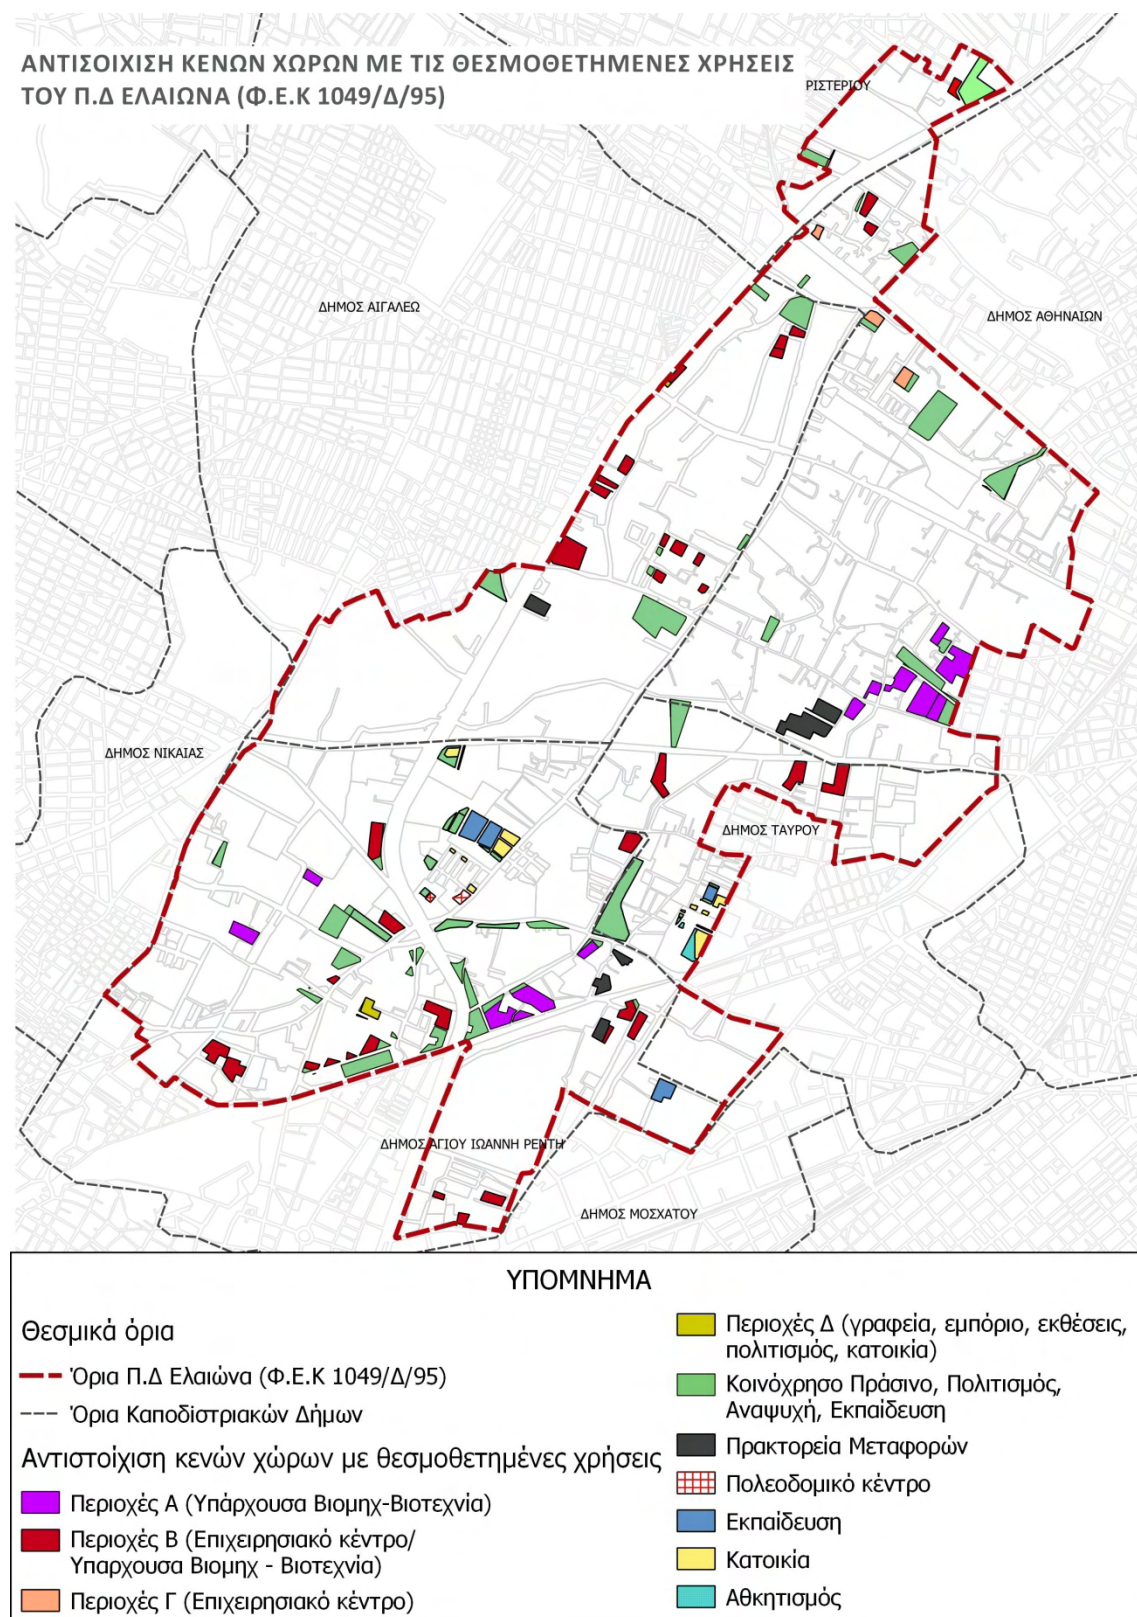 ΑΝΤΙΣΟΙΧΙΣΗ ΚΕΝΩΝ ΧΩΡΩΝ ΜΕ ΤΙΣ ΘΕΣΜΟΘΕΤΗΜΕΝΕΣ ΧΡΗΣΕΙΣ
ΤΟΥ Π.Δ ΕΛΑΙΩΝΑ (Φ.Ε.Κ 1049/Δ/95)
ΡΙΣΤΕΡΙΟΥ
ΔΗΜΟΣ ΑΙΓΑΛΕΩ
ΔΗΜΟΣ ΑΘΗΝΑΙΩΝ
ΔΗΜΟΣ ΝΙΚΑΙΑΣ
ΔΗΜΟΣ ΤΑΥΡΟΥ
ΔΗΜΟΣ ΑΓΙΟΥ ΙΩΑΝΝΗ ΡΕΝΤΗ
ΔΗΜΟΣ ΜΟΣΧΑΤΟΥ
ΥΠΟΜΝΗΜΑ
Θεσμικά όρια
Όρια Π.Δ Ελαιώνα (Φ.Ε.Κ 1049/Δ/95)
Όρια Καποδιστριακών Δήμων
Αντιστοίχιση κενών χώρων με θεσμοθετημένες χρήσεις
Περιοχές Α (Υπάρχουσα Βιομηχ-Βιοτεχνία)
Περιοχές Β (Επιχειρησιακό κέντρο/
Υπαρχουσα Βιομηχ - Βιοτεχνία)
Περιοχές Γ (Επιχειρησιακό κέντρο)
Περιοχές Δ (γραφεία, εμπόριο, εκθέσεις,
πολιτισμός, κατοικία)
Κοινόχρησο Πράσινο, Πολιτισμός,
Αναψυχή, Εκπαίδευση
Πρακτορεία Μεταφορών
Πολεοδομικό κέντρο
Εκπαίδευση
Κατοικία
Αθκητισμός